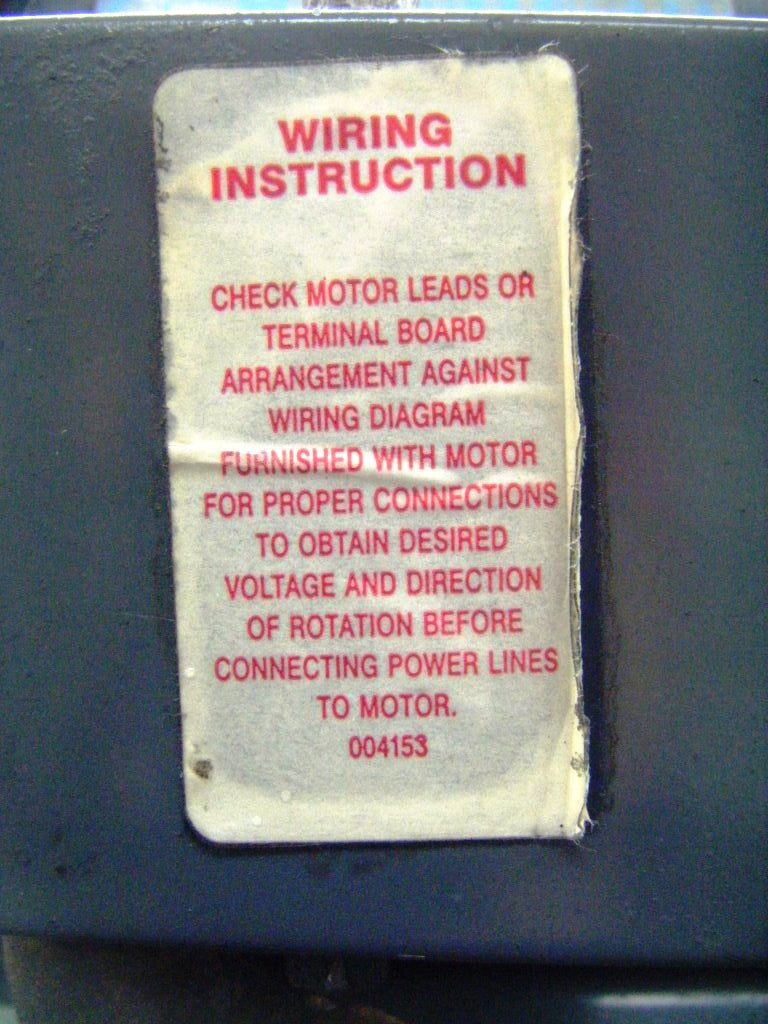 WIRING
INSTRUCTION
CHECK MOTOR LEADS OR
TERMINAL BOARD
ARRANGEMENT AGAINST
WIRING DIAGRAM
FURNISHED WITH MOTOR
FOR PROPER CONNECTIONS
TO OBTAIN DESIRED
VOLTAGE AND DIRECTION
OF ROTATION BEFORE
CONNECTING POWER LINES
TO MOTOR.
004153